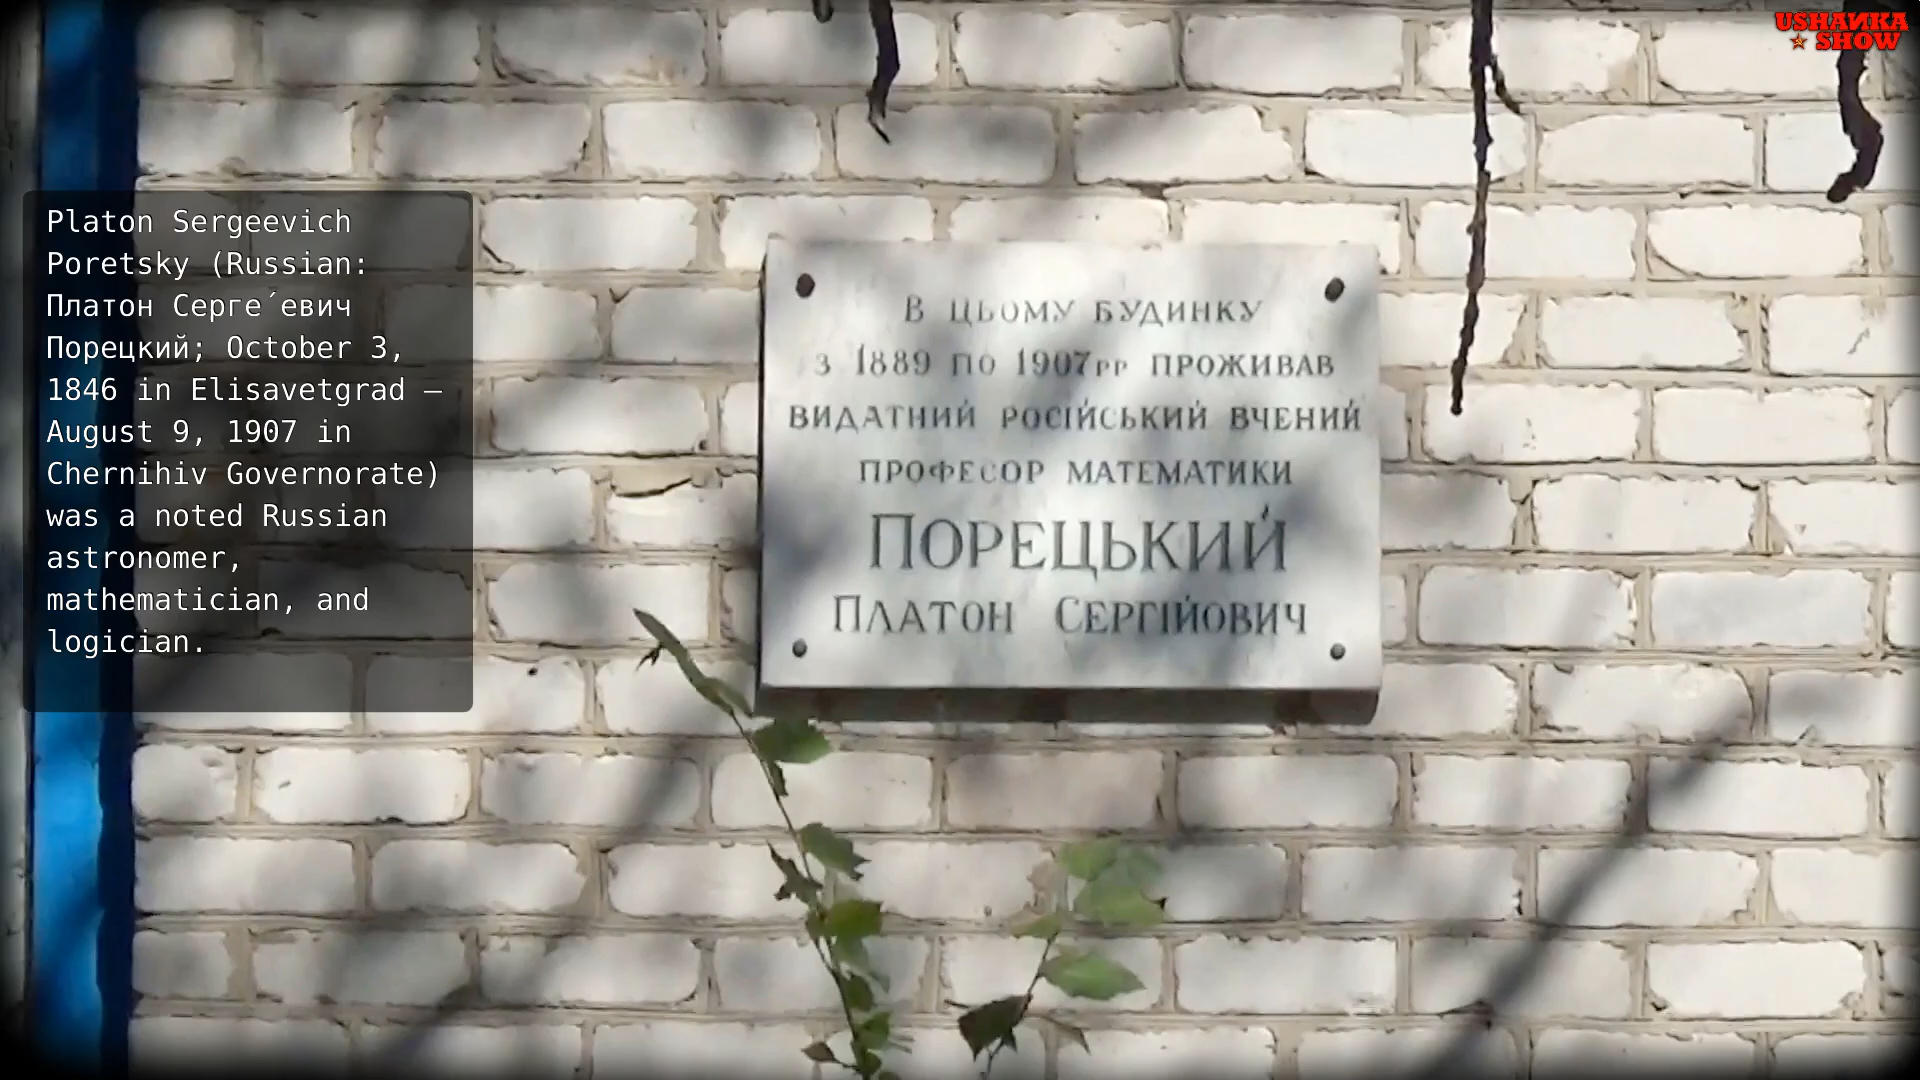 USHAИKA
SHOW
Platon Sergeevich
Poretsky (Russian:
Платон Серге´евич
Порецкий; October 3,
1846 in Elisavetgrad –
August 9, 1907 in
Chernihiv Governorate)
was a noted Russian
astronomer,
mathematician, and
logician.
В ЦЬОМУ БУДИНКУ
З 1889 ПО 1907РР ПРОЖИВАВ
ВИДАТНИЙ РОСІЙСЬКИЙ ВЧЕНИЙ
ПРОФЕСОР МАТЕМАТИКИ
ПОРЕЦЬКИЙ
ПЛАТОН СЕРГІЙОВИЧ